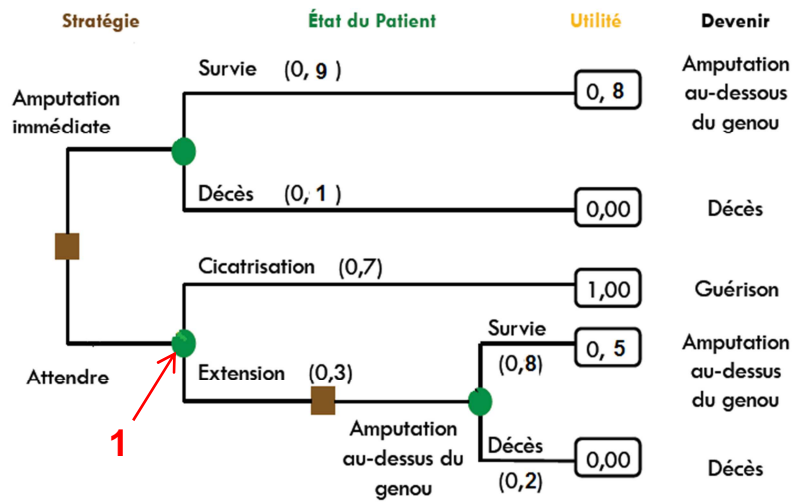 Stratégie
État du Patient
Utilité
Devenir
Amputation
immédiate
Survie (0, 9 )
0, 8
Amputation
au-dessous
du genou
Décès (0, 1 )
0,00
Décès
Cicatrisation (0,7)
1,00
Guérison
Attendre
1
Extension (0,3)
Amputation
au-dessus du
genou
Survie
(0,8)
0, 5
Amputation
au-dessus
du genou
Décès
(0,2)
0,00
Décès